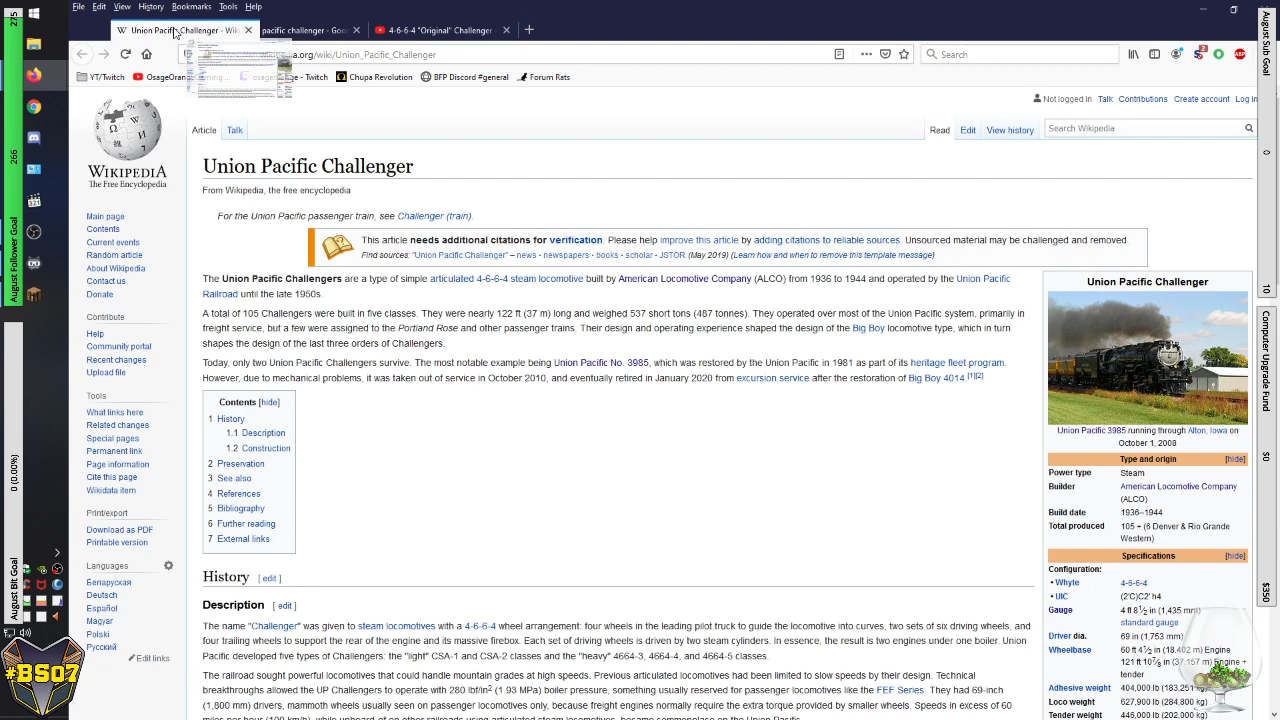 File Edit View History Bookmarks Tools Help
Union Pacific Challenger - Wiki
pacific challenger - Goo
4-6-6-4 "Original" Challenger
.org/wiki/Union_Pacific_Challenger
Search
YT/Twitch
- Twitch
Chugga Revolution
BFP Discord #general
Forum Rats
Not logged in Talk Contributions Create account Log in
Article Talk
Read Edit View history
Search Wikipedia
WIKIPEDIA
The Free Encyclopedia
Main page
Contents
Current events
Random article
About Wikipedia
Contact us
Donate
Contribute
Help
Community portal
Recent changes
Upload file
Tools
What links here
Related changes
Special pages
Permanent link
Page information
Cite this page
Wikidata item
Print/export
Download as PDF
Printable version
Languages
Беларуская
Deutsch
Español
Magyar
Polski
Русский
Edit links
Union Pacific Challenger
From Wikipedia, the free encyclopedia
For the Union Pacific passenger train, see Challenger (train).
This article needs additional citations for verification. Please help improve this article by adding citations to reliable sources. Unsourced material may be challenged and removed.
Find sources: "Union Pacific Challenger" – news · newspapers · books · scholar · JSTOR (May 2018) (Learn how and when to remove this template message)
The Union Pacific Challengers are a type of simple articulated 4-6-6-4 steam locomotive built by American Locomotive Company (ALCO) from 1936 to 1944 and operated by the Union Pacific
Railroad until the late 1950s.
A total of 105 Challengers were built in five classes. They were nearly 122 ft (37 m) long and weighed 537 short tons (487 tonnes). They operated over most of the Union Pacific system, primarily in
freight service, but a few were assigned to the Portland Rose and other passenger trains. Their design and operating experience shaped the design of the Big Boy locomotive type, which in turn
shapes the design of the last three orders of Challengers.
Today, only two Union Pacific Challengers survive. The most notable example being Union Pacific No. 3985, which was restored by the Union Pacific in 1981 as part of its heritage fleet program.
However, due to mechanical problems, it was taken out of service in October 2010, and eventually retired in January 2020 from excursion service after the restoration of Big Boy 4014.[1][2]
Contents [hide]
1 History
1.1 Description
1.2 Construction
2 Preservation
3 See also
4 References
5 Bibliography
6 Further reading
7 External links
History [ edit ]
Description [ edit ]
The name "Challenger" was given to steam locomotives with a 4-6-6-4 wheel arrangement: four wheels in the leading pilot truck to guide the locomotive into curves, two sets of six driving wheels, and
four trailing wheels to support the rear of the engine and its massive firebox. Each set of driving wheels is driven by two steam cylinders. In essence, the result is two engines under one boiler. Union
Pacific developed five types of Challengers: the "light" CSA-1 and CSA-2 classes and the "heavy" 4664-3, 4664-4, and 4664-5 classes.
The railroad sought powerful locomotives that could handle mountain grades at high speeds. Previous articulated locomotives had been limited to slow speeds by their design. Technical
breakthroughs allowed the UP Challengers to operate with 280 lbf/in2 (1.93 MPa) boiler pressure, something usually reserved for passenger locomotives like the FEF Series. They had 69-inch
(1,800 mm) drivers, mammoth wheels usually seen on passenger locomotives only, because freight engines normally require the extra torque provided by smaller wheels. Speeds in excess of 60
Union Pacific Challenger
Union Pacific 3985 running through Alton, Iowa on
October 1, 2008
Type and origin [hide]
Power type Steam
Builder American Locomotive Company
(ALCO)
Build date 1936–1944
Total produced 105 + (6 Denver & Rio Grande
Western)
Specifications [hide]
Configuration:
• Whyte 4-6-6-4
• UIC (2′C)C2′ h4
Gauge 4 ft 8 1⁄2 in (1,435 mm)
standard gauge
Driver dia. 69 in (1,753 mm)
Wheelbase 60 ft 4 1⁄2 in (18.402 m) Engine
121 ft 10 7⁄8 in (37.157 m) Engine +
tender
Adhesive weight 404,000 lb (183,251 kg)
Loco weight 627,900 lb (284,800 kg)
Tender weight
275
266
August Follower Goal
0 (0.00%)
August Bit Goal
#BS07
August Sub Goal
0
10
Computer Upgrade Fund
$0
$350